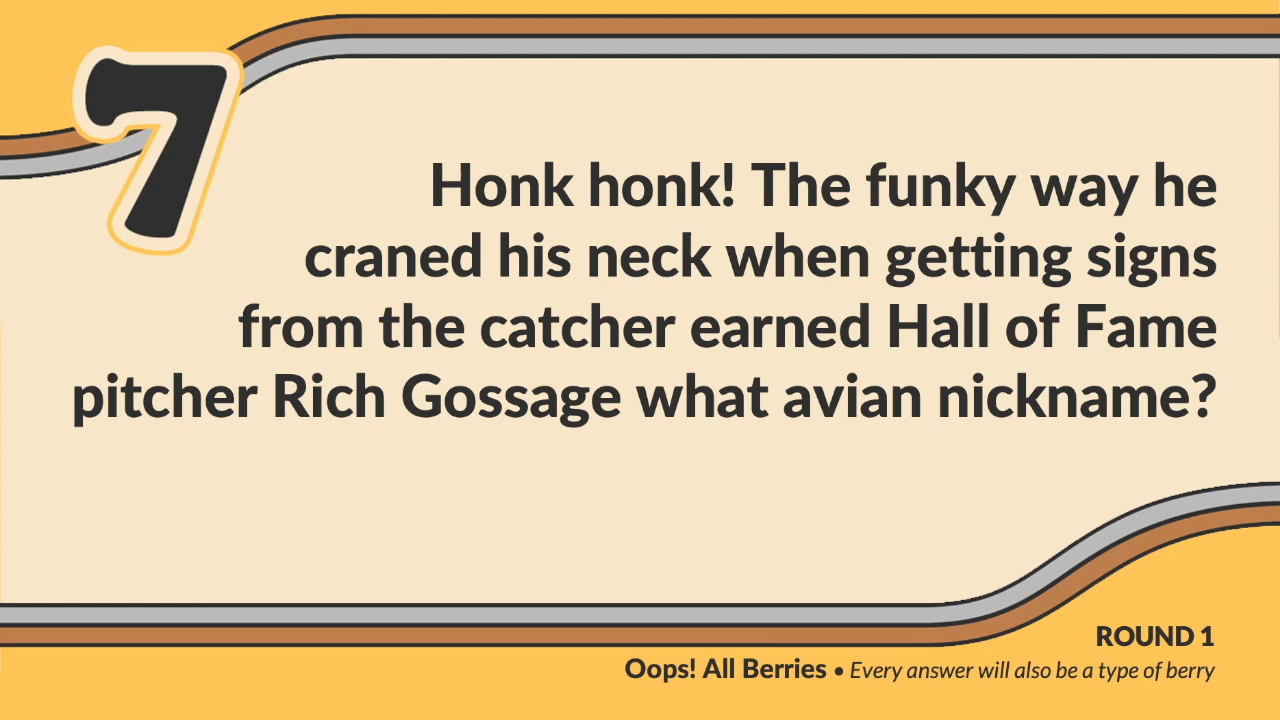 7
Honk honk! The funky way he
craned his neck when getting signs
from the catcher earned Hall of Fame
pitcher Rich Gossage what avian nickname?
ROUND 1
Oops! All Berries • Every answer will also be a type of berry